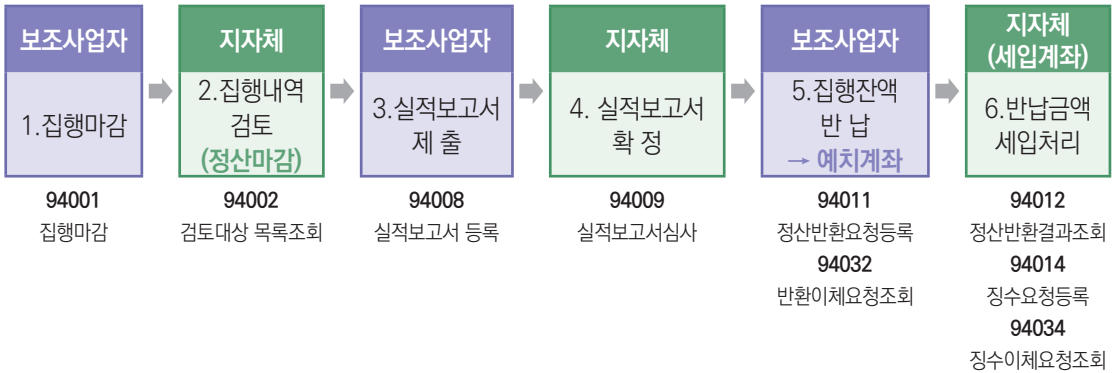 보조사업자
1.집행마감
94001
집행마감
지자체
2.집행내역
검토
(정산마감)
94002
검토대상 목록조회
보조사업자
3.실적보고서
제 출
94008
실적보고서 등록
지자체
4. 실적보고서
확 정
94009
실적보고서심사
보조사업자
5.집행잔액
반 납
→ 예치계좌
94011
정산반환요청등록
94032
반환이체요청조회
지자체
(세입계좌)
6.반납금액
세입처리
94012
정산반환결과조회
94014
징수요청등록
94034
징수이체요청조회